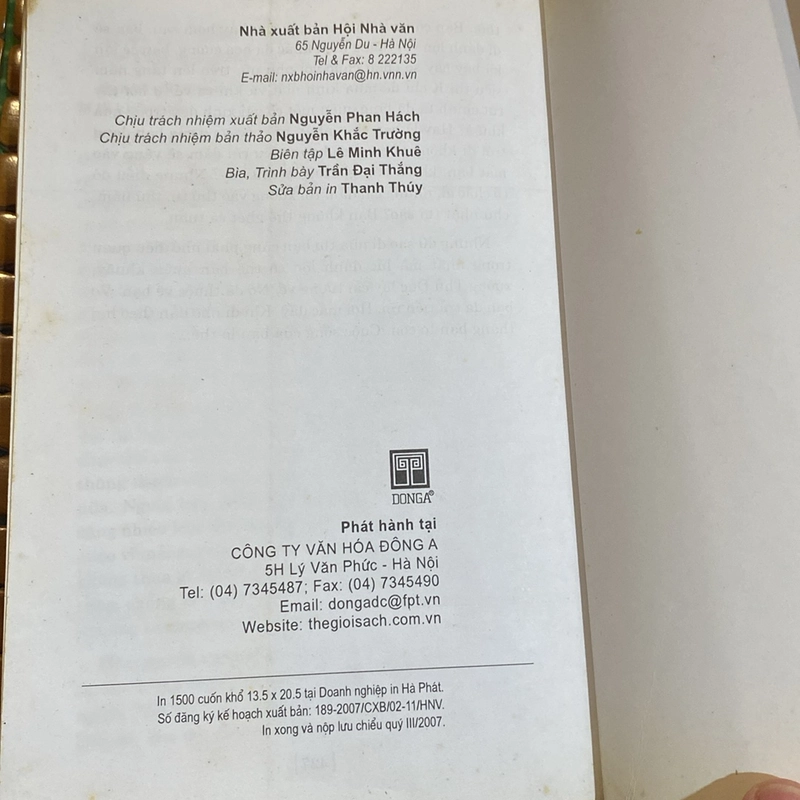 Nhà xuất bản Hội Nhà văn
65 Nguyễn Du - Hà Nội
Tel & Fax: 8 222135
E-mail: nxbhoinhavan@hn.vnn.vn
Chịu trách nhiệm xuất bản Nguyễn Phan Hách
Chịu trách nhiệm bản thảo Nguyễn Khắc Trường
Biên tập Lê Minh Khuê
Bìa, Trình bày Trần Đại Thắng
Sửa bản in Thanh Thúy
DONGA®
Phát hành tại
CÔNG TY VĂN HÓA ĐÔNG A
5H Lý Văn Phức - Hà Nội
Tel: (04) 7345487; Fax: (04) 7345490
Email: dongadc@fpt.vn
Website: thegioisach.com.vn
In 1500 cuốn khổ 13.5 x 20.5 tại Doanh nghiệp in Hà Phát.
Số đăng ký kế hoạch xuất bản: 189-2007/CXB/02-11/HNV.
In xong và nộp lưu chiểu quý III/2007.